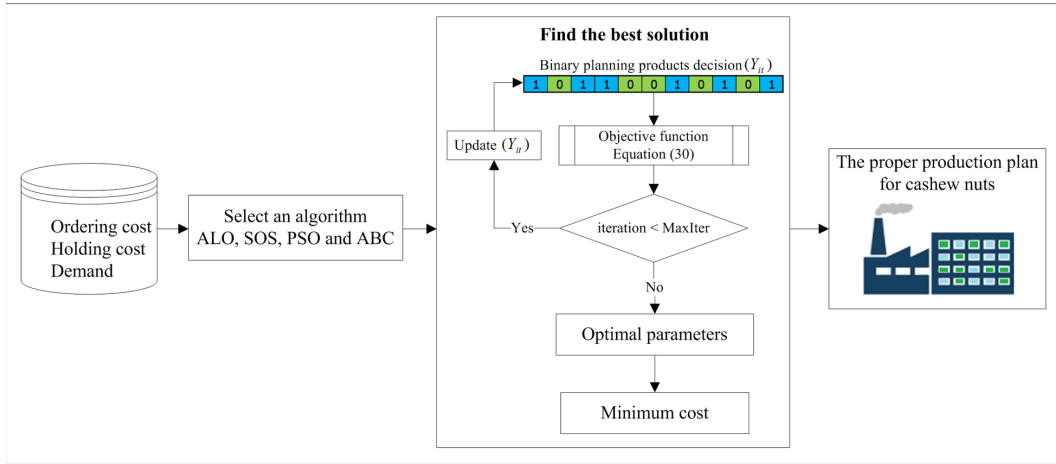 Ordering cost
Holding cost
Demand
Select an algorithm
ALO, SOS, PSO and ABC
Find the best solution
Binary planning products decision (Y_it)
1 0 1 1 0 0 1 0 1 0 1
Update (Y_it)
Objective function
Equation (30)
iteration < MaxIter
Yes
No
Optimal parameters
Minimum cost
The proper production plan
for cashew nuts